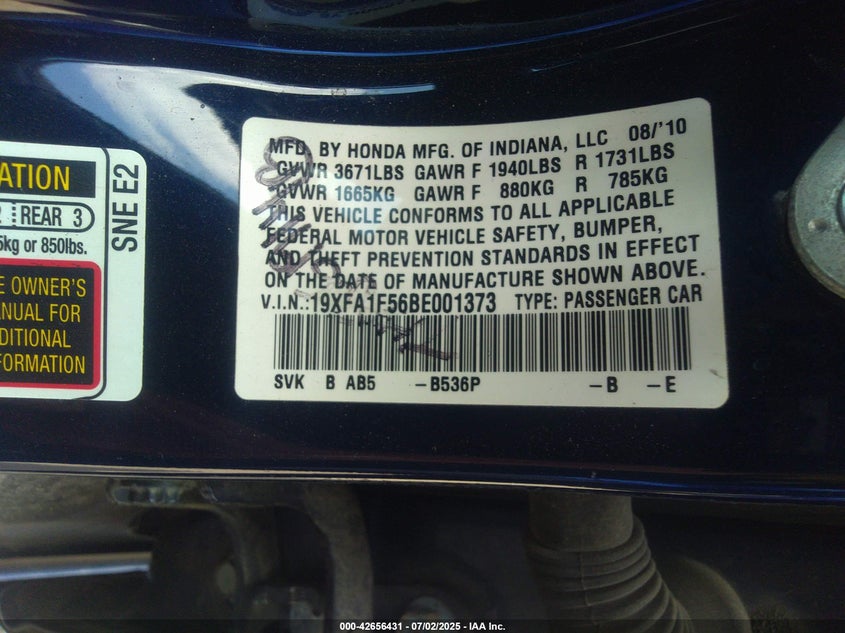 ATION
REAR 3
5kg or 850lbs.
E OWNER'S
ANUAL FOR
DDITIONAL
FORMATION
SNE E2
MFD. BY HONDA MFG. OF INDIANA, LLC 08/'10
GVWR 3671LBS GAWR F 1940LBS R 1731LBS
GVWR 1665KG GAWR F 880KG R 785KG
THIS VEHICLE CONFORMS TO ALL APPLICABLE
FEDERAL MOTOR VEHICLE SAFETY, BUMPER,
AND THEFT PREVENTION STANDARDS IN EFFECT
ON THE DATE OF MANUFACTURE SHOWN ABOVE.
V.I.N.:19XFA1F56BE001373 TYPE: PASSENGER CAR
SVK B AB5 -B536P -B -E
000-42656431 - 07/02/2025 - IAA Inc.